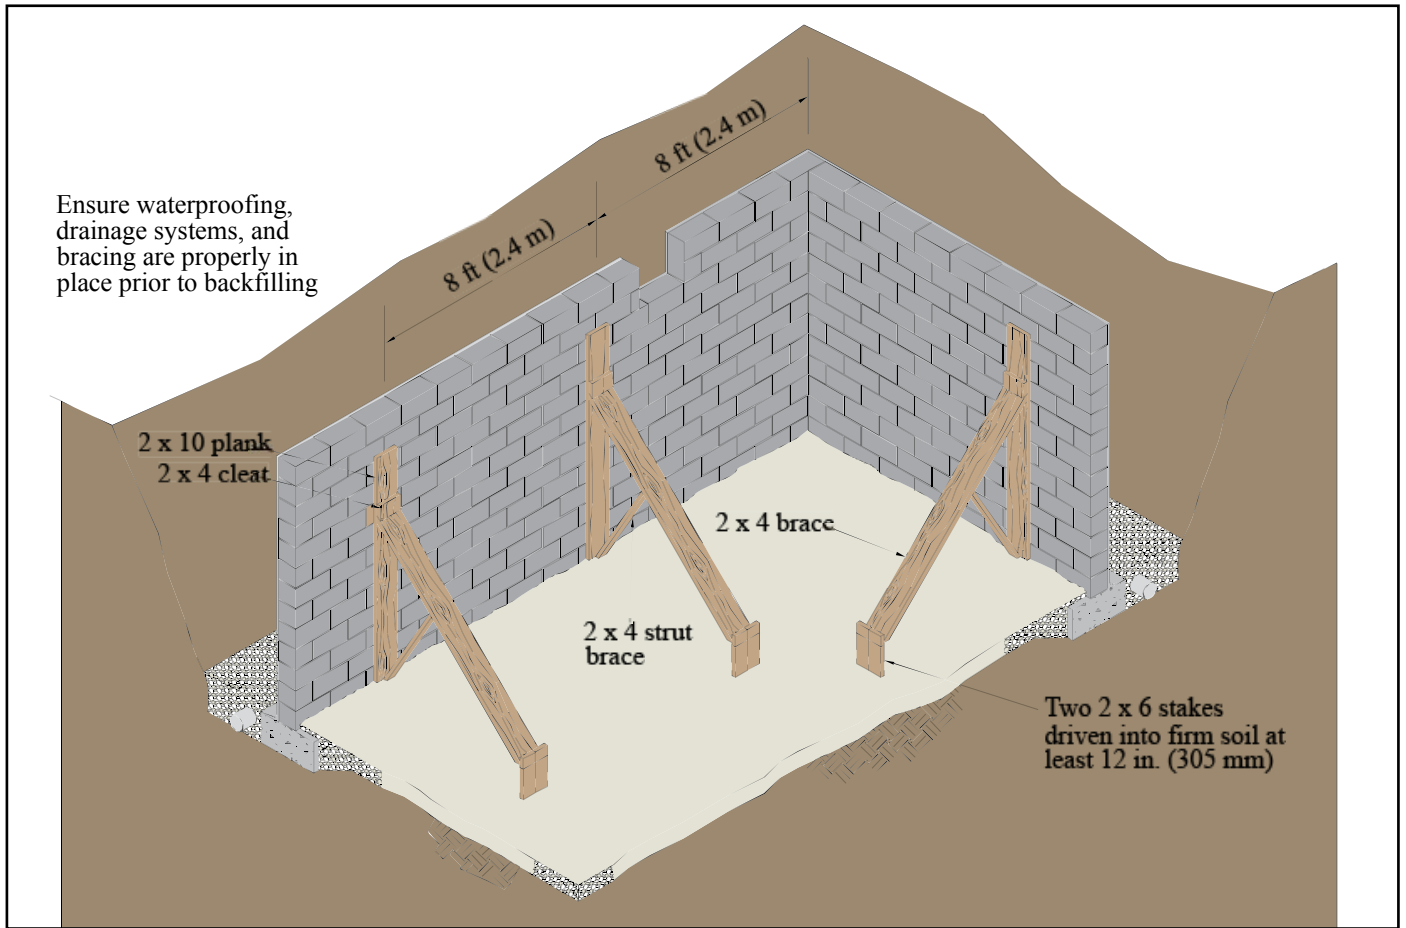 8 ft (2.4 m)
8 ft (2.4 m)
Ensure waterproofing,
drainage systems, and
bracing are properly in
place prior to backfilling
2 x 10 plank
2 x 4 cleat
2 x 4 brace
2 x 4 strut
brace
Two 2 x 6 stakes
driven into firm soil at
least 12 in. (305 mm)